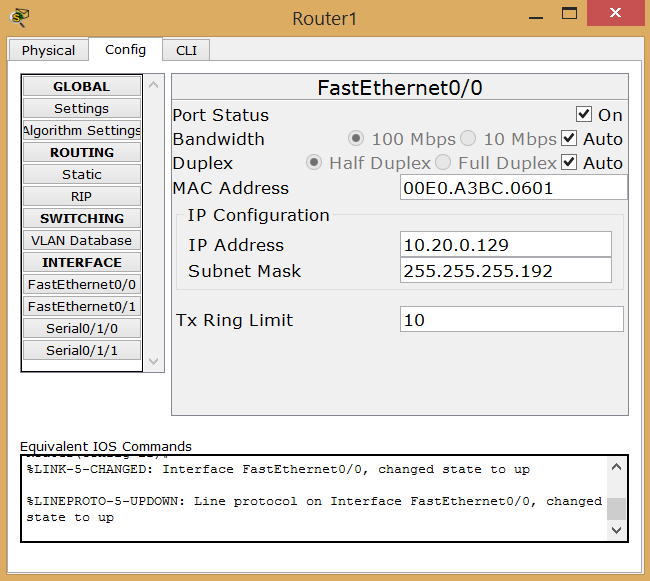 Router1
Physical Config CLI
GLOBAL
Settings
Algorithm Settings
ROUTING
Static
RIP
SWITCHING
VLAN Database
INTERFACE
FastEthernet0/0
FastEthernet0/1
Serial0/1/0
Serial0/1/1
FastEthernet0/0
Port Status On
Bandwidth 100 Mbps 10 Mbps Auto
Duplex Half Duplex Full Duplex Auto
MAC Address 00E0.A3BC.0601
IP Configuration
IP Address 10.20.0.129
Subnet Mask 255.255.255.192
Tx Ring Limit 10
Equivalent IOS Commands
%LINK-5-CHANGED: Interface FastEthernet0/0, changed state to up
%LINEPROTO-5-UPDOWN: Line protocol on Interface FastEthernet0/0, changed
state to up